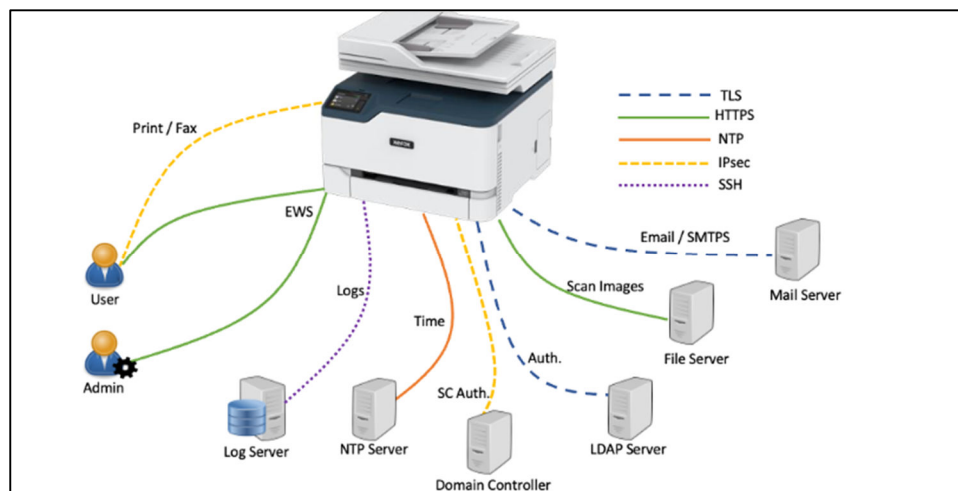 TLS
HTTPS
NTP
IPsec
SSH
Print / Fax
xerox
EWS
User
Email / SMTPS
Mail Server
Logs
Scan Images
Time
File Server
Auth.
Admin
SC Auth.
Log Server
NTP Server
LDAP Server
Domain Controller